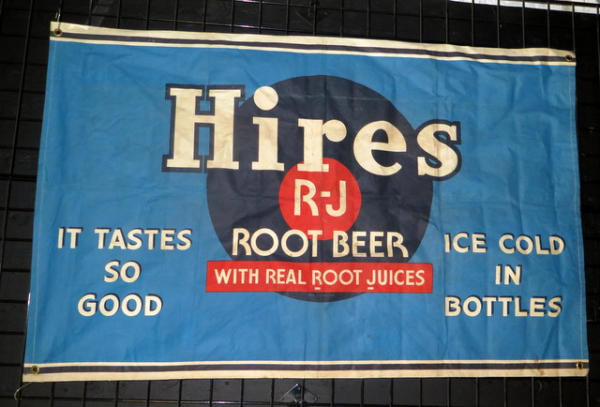 Hires
R-J
ROOT BEER
WITH REAL ROOT JUICES
IT TASTES
SO
GOOD
ICE COLD
IN
BOTTLES